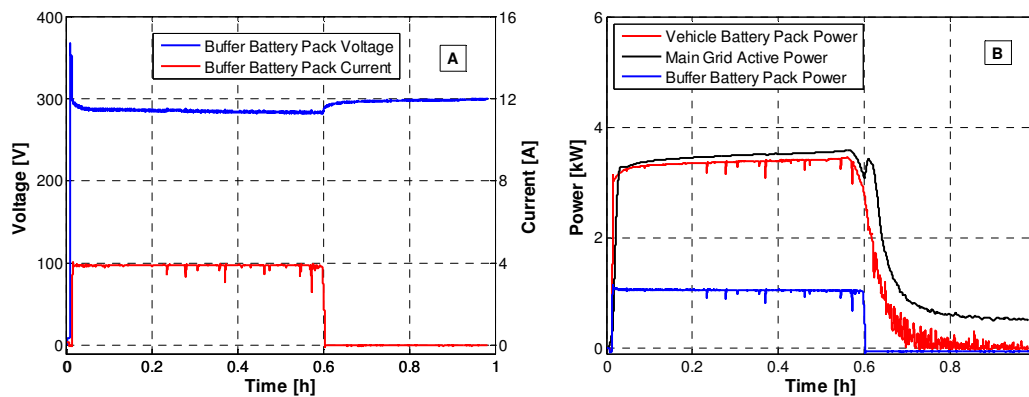 400
16
Buffer Battery Pack Voltage
Buffer Battery Pack Current
A
300
12
200
8
100
4
0
0
Voltage [V]
Current [A]
0
0.2
0.4
0.6
0.8
1
Time [h]
6
Vehicle Battery Pack Power
Main Grid Active Power
Buffer Battery Pack Power
B
4
2
0
Power [kW]
0
0.2
0.4
0.6
0.8
Time [h]